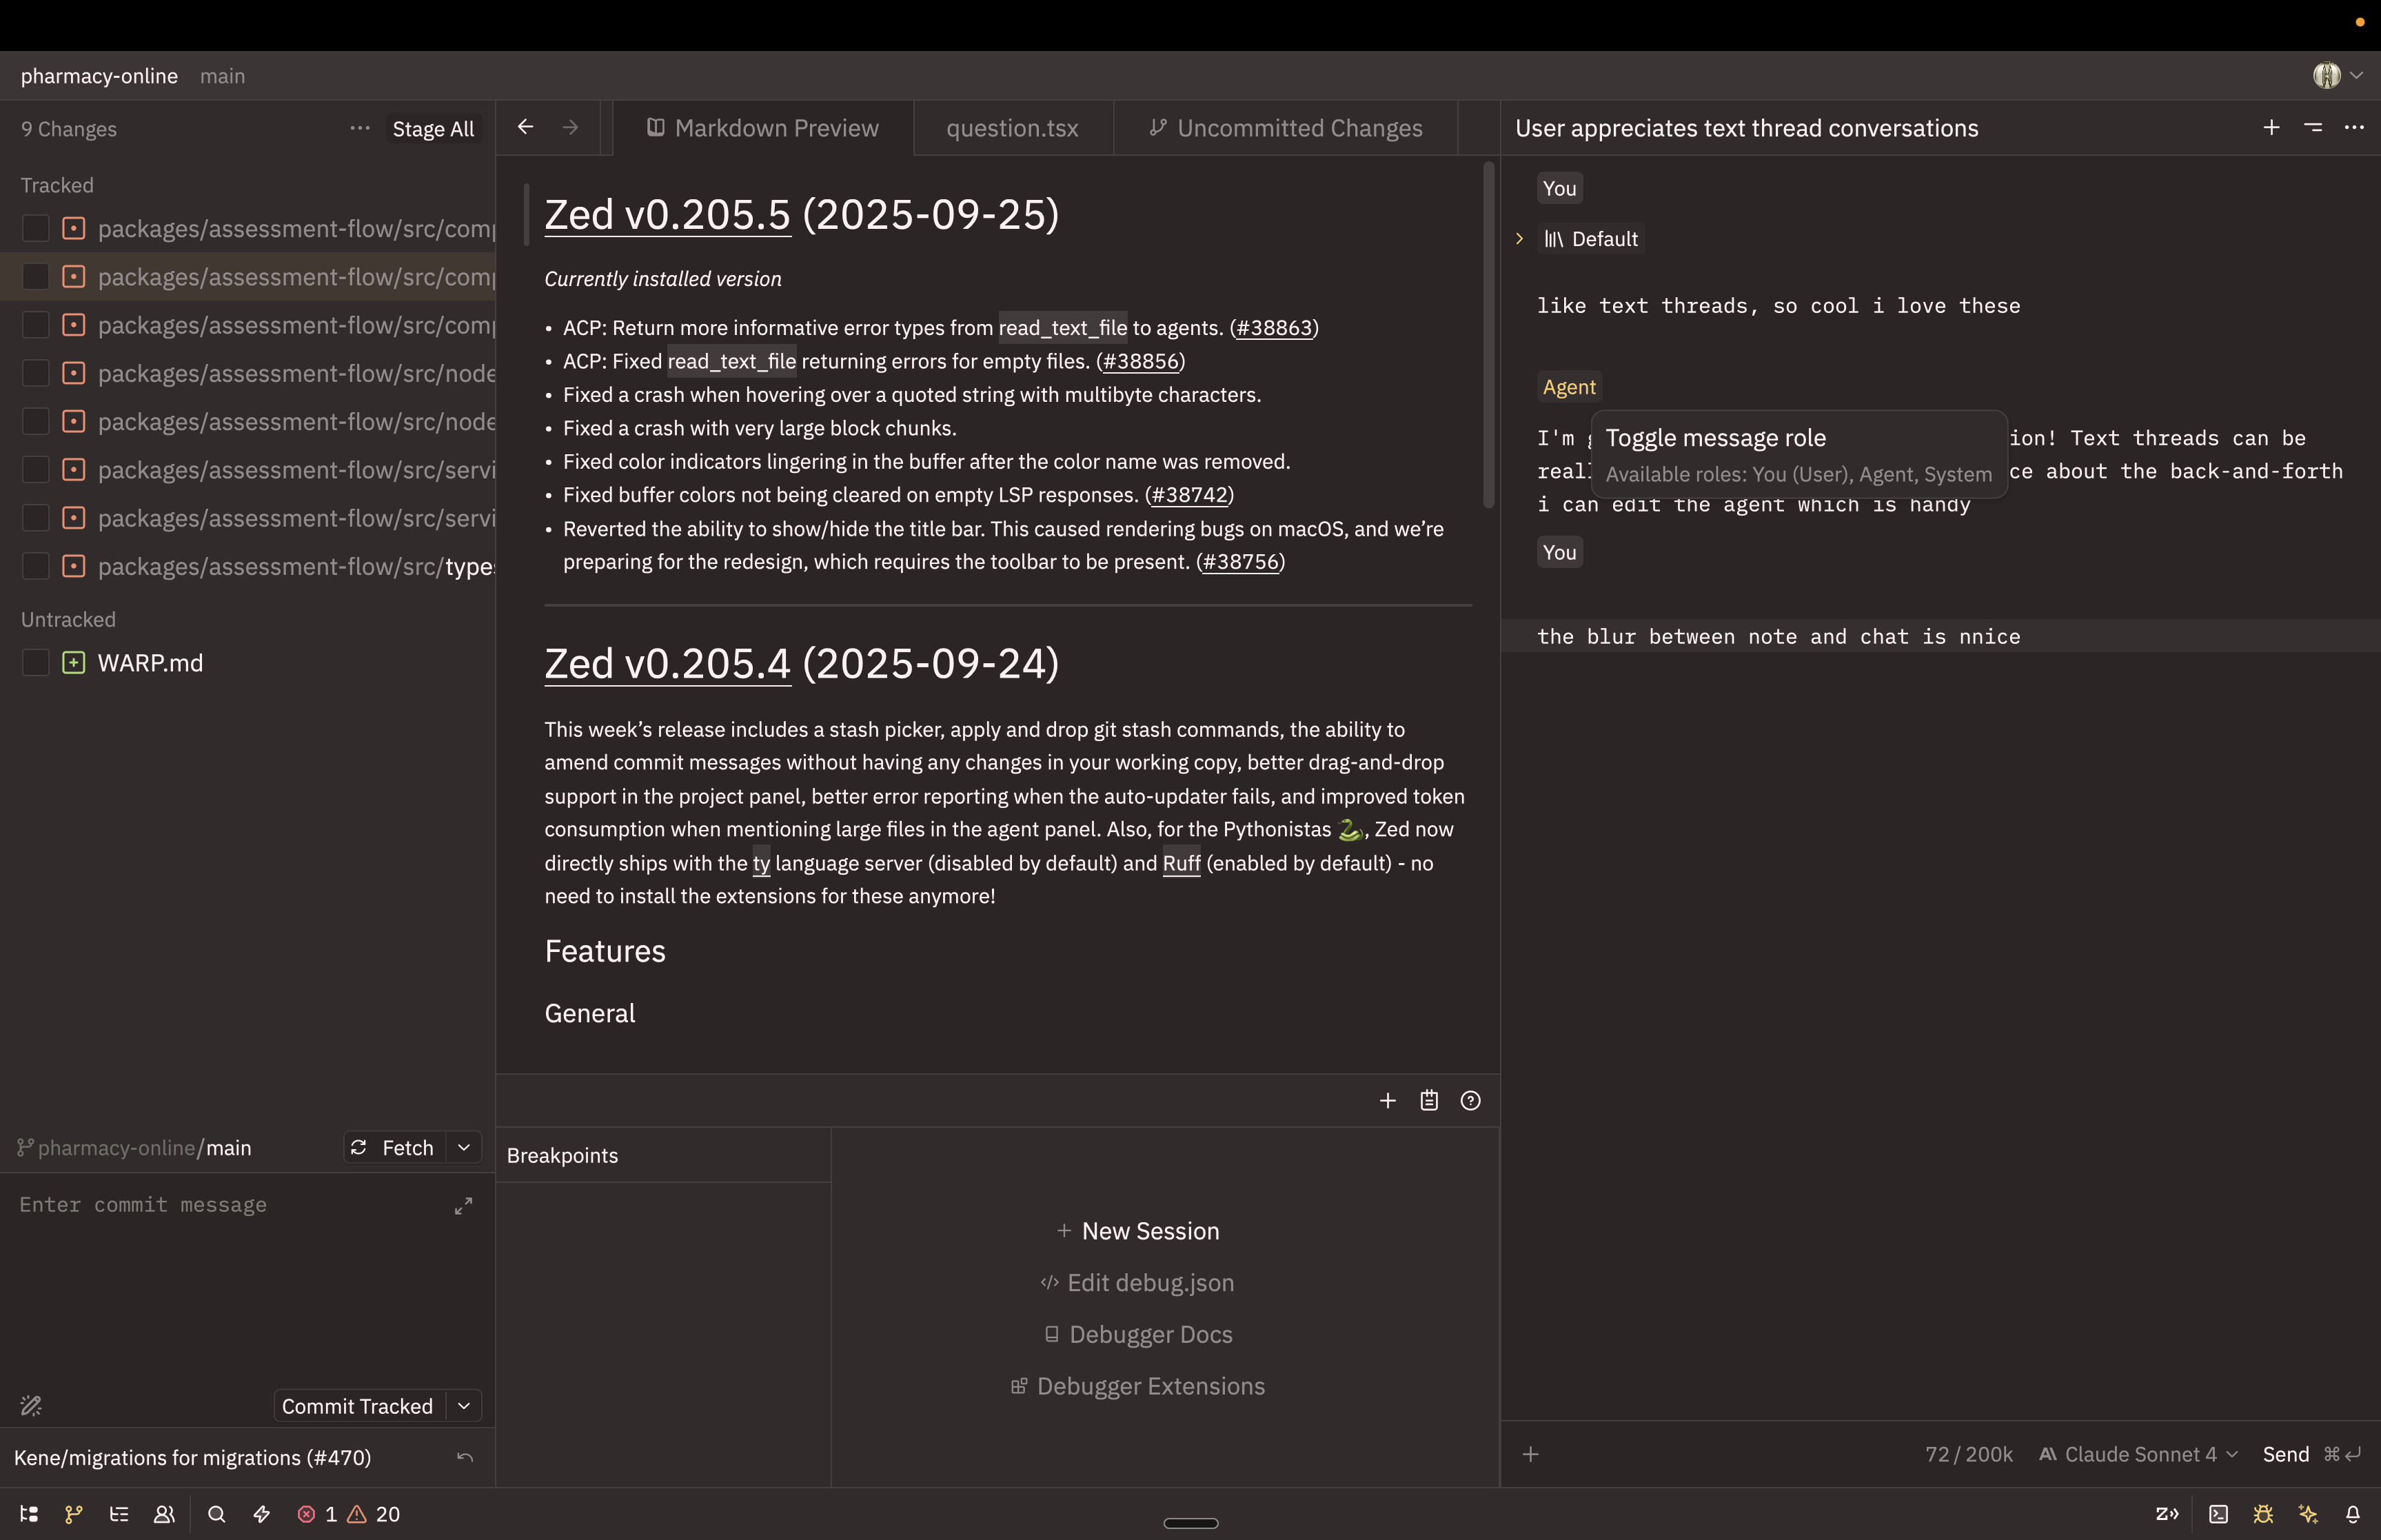 pharmacy-online main
9 Changes ··· Stage All
Tracked
packages/assessment-flow/src/comp
packages/assessment-flow/src/comp
packages/assessment-flow/src/comp
packages/assessment-flow/src/node
packages/assessment-flow/src/node
packages/assessment-flow/src/servi
packages/assessment-flow/src/servi
packages/assessment-flow/src/types
Untracked
WARP.md
pharmacy-online/main Fetch
Enter commit message
Commit Tracked
Kene/migrations for migrations (#470)
1 20
Markdown Preview question.tsx Uncommitted Changes
Zed v0.205.5 (2025-09-25)
Currently installed version
• ACP: Return more informative error types from read_text_file to agents. (#38863)
• ACP: Fixed read_text_file returning errors for empty files. (#38856)
• Fixed a crash when hovering over a quoted string with multibyte characters.
• Fixed a crash with very large block chunks.
• Fixed color indicators lingering in the buffer after the color name was removed.
• Fixed buffer colors not being cleared on empty LSP responses. (#38742)
• Reverted the ability to show/hide the title bar. This caused rendering bugs on macOS, and we’re
preparing for the redesign, which requires the toolbar to be present. (#38756)
Zed v0.205.4 (2025-09-24)
This week’s release includes a stash picker, apply and drop git stash commands, the ability to
amend commit messages without having any changes in your working copy, better drag-and-drop
support in the project panel, better error reporting when the auto-updater fails, and improved token
consumption when mentioning large files in the agent panel. Also, for the Pythonistas 🐍, Zed now
directly ships with the ty language server (disabled by default) and Ruff (enabled by default) - no
need to install the extensions for these anymore!
Features
General
Breakpoints
New Session
Edit debug.json
Debugger Docs
Debugger Extensions
User appreciates text thread conversations
You
Default
like text threads, so cool i love these
Agent
Toggle message role
Available roles: You (User), Agent, System
I'm ion! Text threads can be
reall ce about the back-and-forth
i can edit the agent which is handy
You
the blur between note and chat is nnice
72 / 200k Claude Sonnet 4 Send ⌘↵